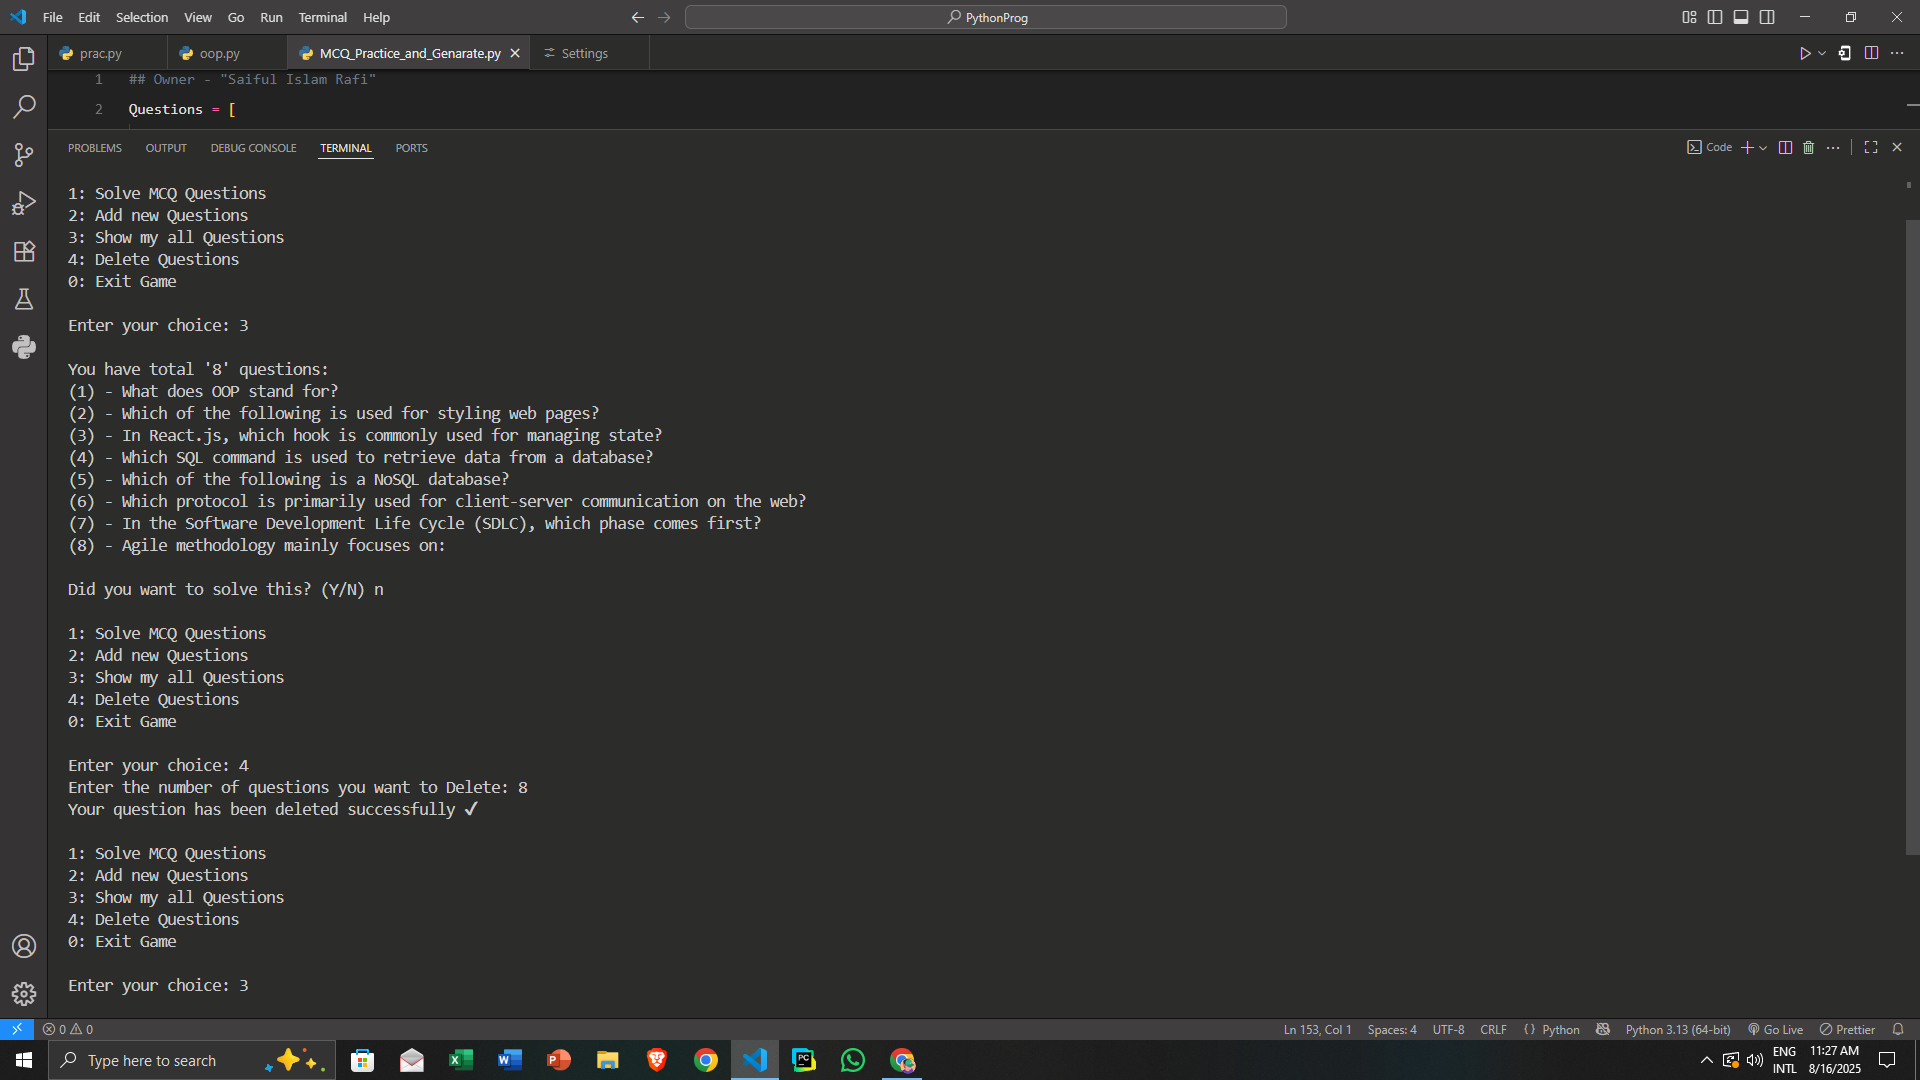 File Edit Selection View Go Run Terminal Help
PythonProg
prac.py
oop.py
MCQ_Practice_and_Genarate.py
Settings
1 ## Owner - "Saiful Islam Rafi"
2 Questions = [
PROBLEMS OUTPUT DEBUG CONSOLE TERMINAL PORTS
Code
1: Solve MCQ Questions
2: Add new Questions
3: Show my all Questions
4: Delete Questions
0: Exit Game
Enter your choice: 3
You have total '8' questions:
(1) - What does OOP stand for?
(2) - Which of the following is used for styling web pages?
(3) - In React.js, which hook is commonly used for managing state?
(4) - Which SQL command is used to retrieve data from a database?
(5) - Which of the following is a NoSQL database?
(6) - Which protocol is primarily used for client-server communication on the web?
(7) - In the Software Development Life Cycle (SDLC), which phase comes first?
(8) - Agile methodology mainly focuses on:
Did you want to solve this? (Y/N) n
1: Solve MCQ Questions
2: Add new Questions
3: Show my all Questions
4: Delete Questions
0: Exit Game
Enter your choice: 4
Enter the number of questions you want to Delete: 8
Your question has been deleted successfully ✓
1: Solve MCQ Questions
2: Add new Questions
3: Show my all Questions
4: Delete Questions
0: Exit Game
Enter your choice: 3
0 0
Ln 153, Col 1 Spaces: 4 UTF-8 CRLF {} Python Python 3.13 (64-bit) Go Live Prettier
Type here to search
ENG
INTL
11:27 AM
8/16/2025